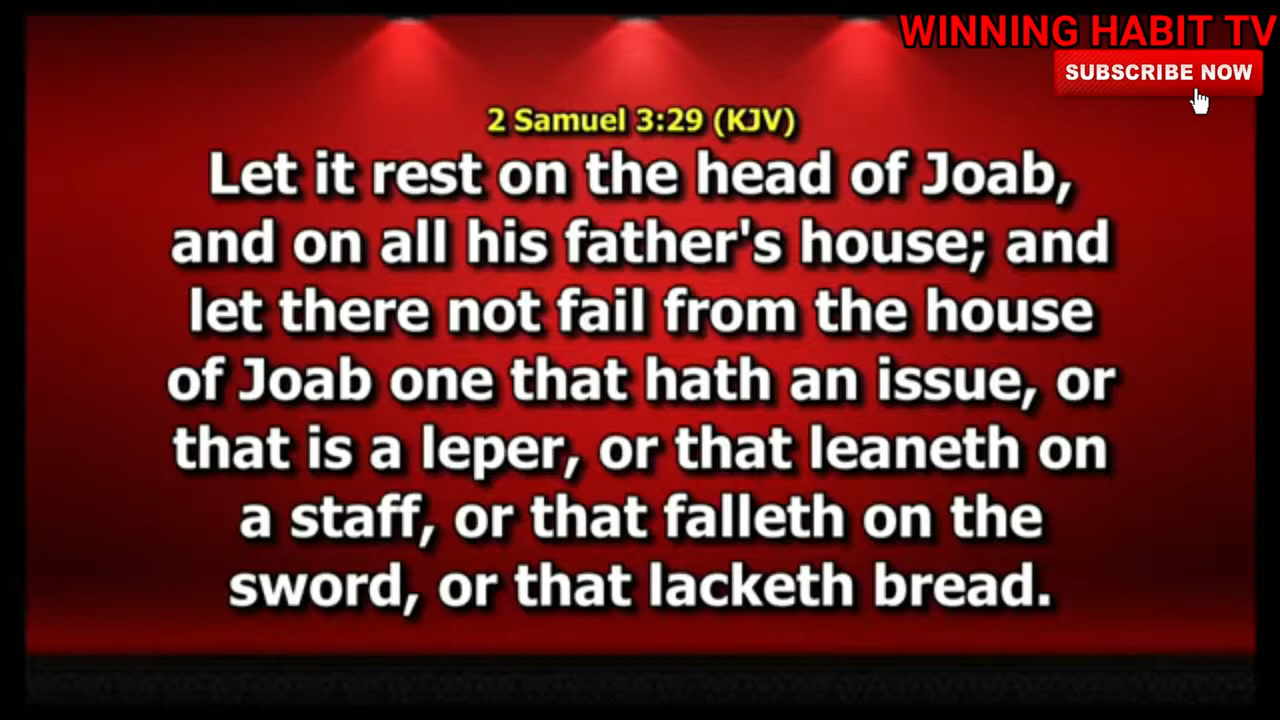 WINNING HABIT TV
SUBSCRIBE NOW
2 Samuel 3:29 (KJV)
Let it rest on the head of Joab,
and on all his father's house; and
let there not fail from the house
of Joab one that hath an issue, or
that is a leper, or that leaneth on
a staff, or that falleth on the
sword, or that lacketh bread.